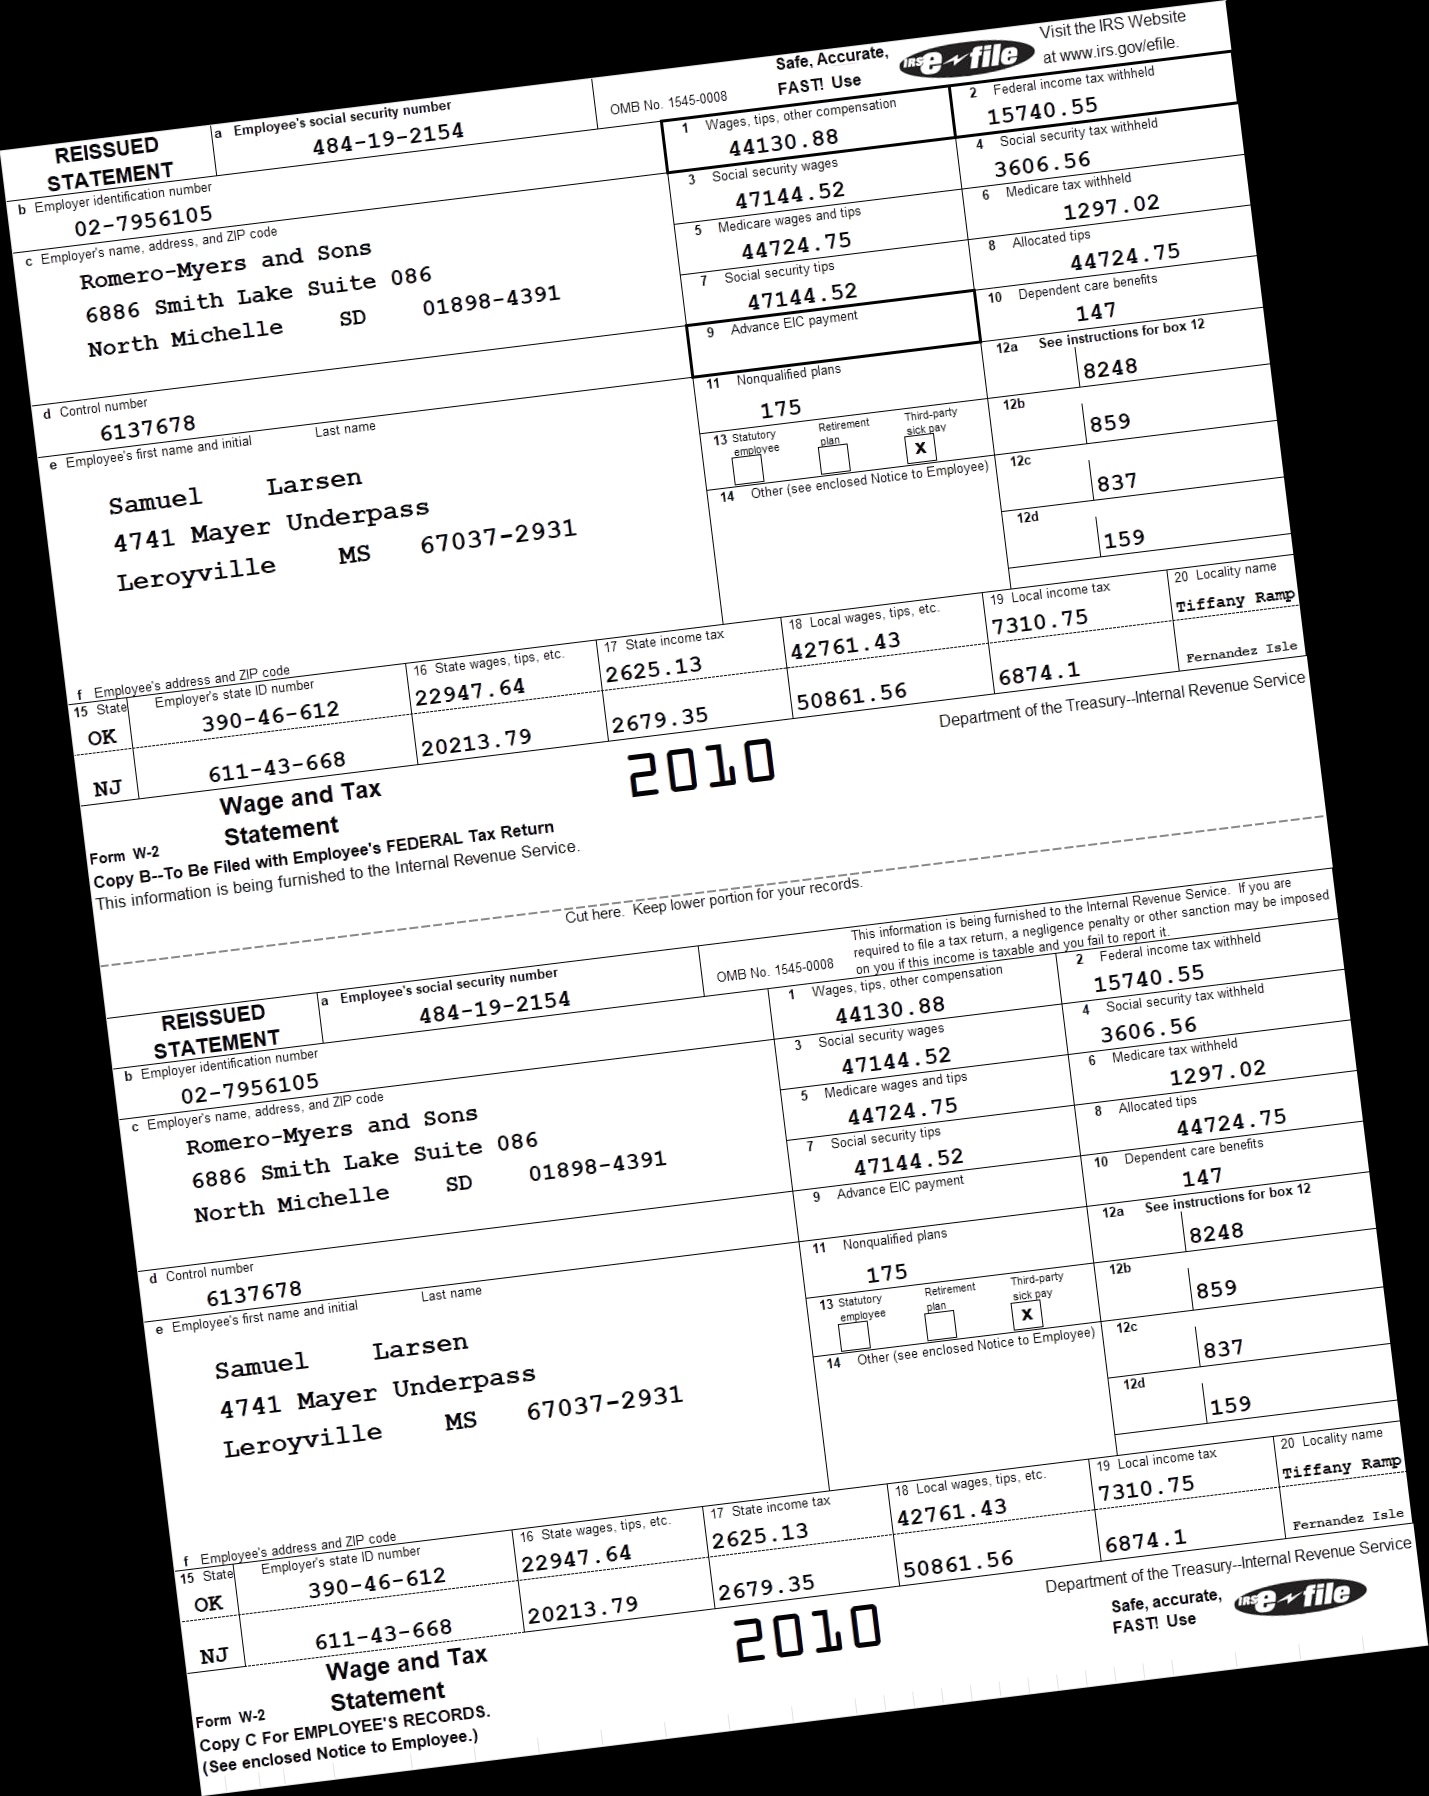 Safe, Accurate,
FAST! Use
IRS e-file
Visit the IRS Website
at www.irs.gov/efile.
REISSUED
STATEMENT
a Employee's social security number
484-19-2154
OMB No. 1545-0008
1 Wages, tips, other compensation
44130.88
2 Federal income tax withheld
15740.55
b Employer identification number
02-7956105
3 Social security wages
47144.52
4 Social security tax withheld
3606.56
c Employer's name, address, and ZIP code
Romero-Myers and Sons
6886 Smith Lake Suite 086
North Michelle SD 01898-4391
5 Medicare wages and tips
44724.75
6 Medicare tax withheld
1297.02
7 Social security tips
47144.52
8 Allocated tips
44724.75
9 Advance EIC payment
10 Dependent care benefits
147
d Control number
6137678
11 Nonqualified plans
175
12a See instructions for box 12
8248
e Employee's first name and initial Last name
Samuel Larsen
4741 Mayer Underpass
Leroyville MS 67037-2931
13 Statutory employee
Retirement plan
Third-party sick pay
X
12b
859
14 Other (see enclosed Notice to Employee)
12c
837
12d
159
f Employee's address and ZIP code
15 State Employer's state ID number
16 State wages, tips, etc.
17 State income tax
18 Local wages, tips, etc.
19 Local income tax
20 Locality name
OK 390-46-612 22947.64 2625.13 42761.43 7310.75 Tiffany Ramp
NJ 611-43-668 20213.79 2679.35 50861.56 6874.1 Fernandez Isle
Wage and Tax
Statement
Form W-2
2010
Department of the Treasury--Internal Revenue Service
Copy B--To Be Filed with Employee's FEDERAL Tax Return
This information is being furnished to the Internal Revenue Service.
Cut here. Keep lower portion for your records.
This information is being furnished to the Internal Revenue Service. If you are
required to file a tax return, a negligence penalty or other sanction may be imposed
on you if this income is taxable and you fail to report it.
REISSUED
STATEMENT
a Employee's social security number
484-19-2154
OMB No. 1545-0008
1 Wages, tips, other compensation
44130.88
2 Federal income tax withheld
15740.55
b Employer identification number
02-7956105
3 Social security wages
47144.52
4 Social security tax withheld
3606.56
c Employer's name, address, and ZIP code
Romero-Myers and Sons
6886 Smith Lake Suite 086
North Michelle SD 01898-4391
5 Medicare wages and tips
44724.75
6 Medicare tax withheld
1297.02
7 Social security tips
47144.52
8 Allocated tips
44724.75
9 Advance EIC payment
10 Dependent care benefits
147
d Control number
6137678
11 Nonqualified plans
175
12a See instructions for box 12
8248
e Employee's first name and initial Last name
Samuel Larsen
4741 Mayer Underpass
Leroyville MS 67037-2931
13 Statutory employee
Retirement plan
Third-party sick pay
X
12b
859
14 Other (see enclosed Notice to Employee)
12c
837
12d
159
f Employee's address and ZIP code
15 State Employer's state ID number
16 State wages, tips, etc.
17 State income tax
18 Local wages, tips, etc.
19 Local income tax
20 Locality name
OK 390-46-612 22947.64 2625.13 42761.43 7310.75 Tiffany Ramp
NJ 611-43-668 20213.79 2679.35 50861.56 6874.1 Fernandez Isle
Wage and Tax
Statement
Form W-2
2010
Department of the Treasury--Internal Revenue Service
Safe, accurate,
FAST! Use
IRS e-file
Copy C For EMPLOYEE'S RECORDS.
(See enclosed Notice to Employee.)